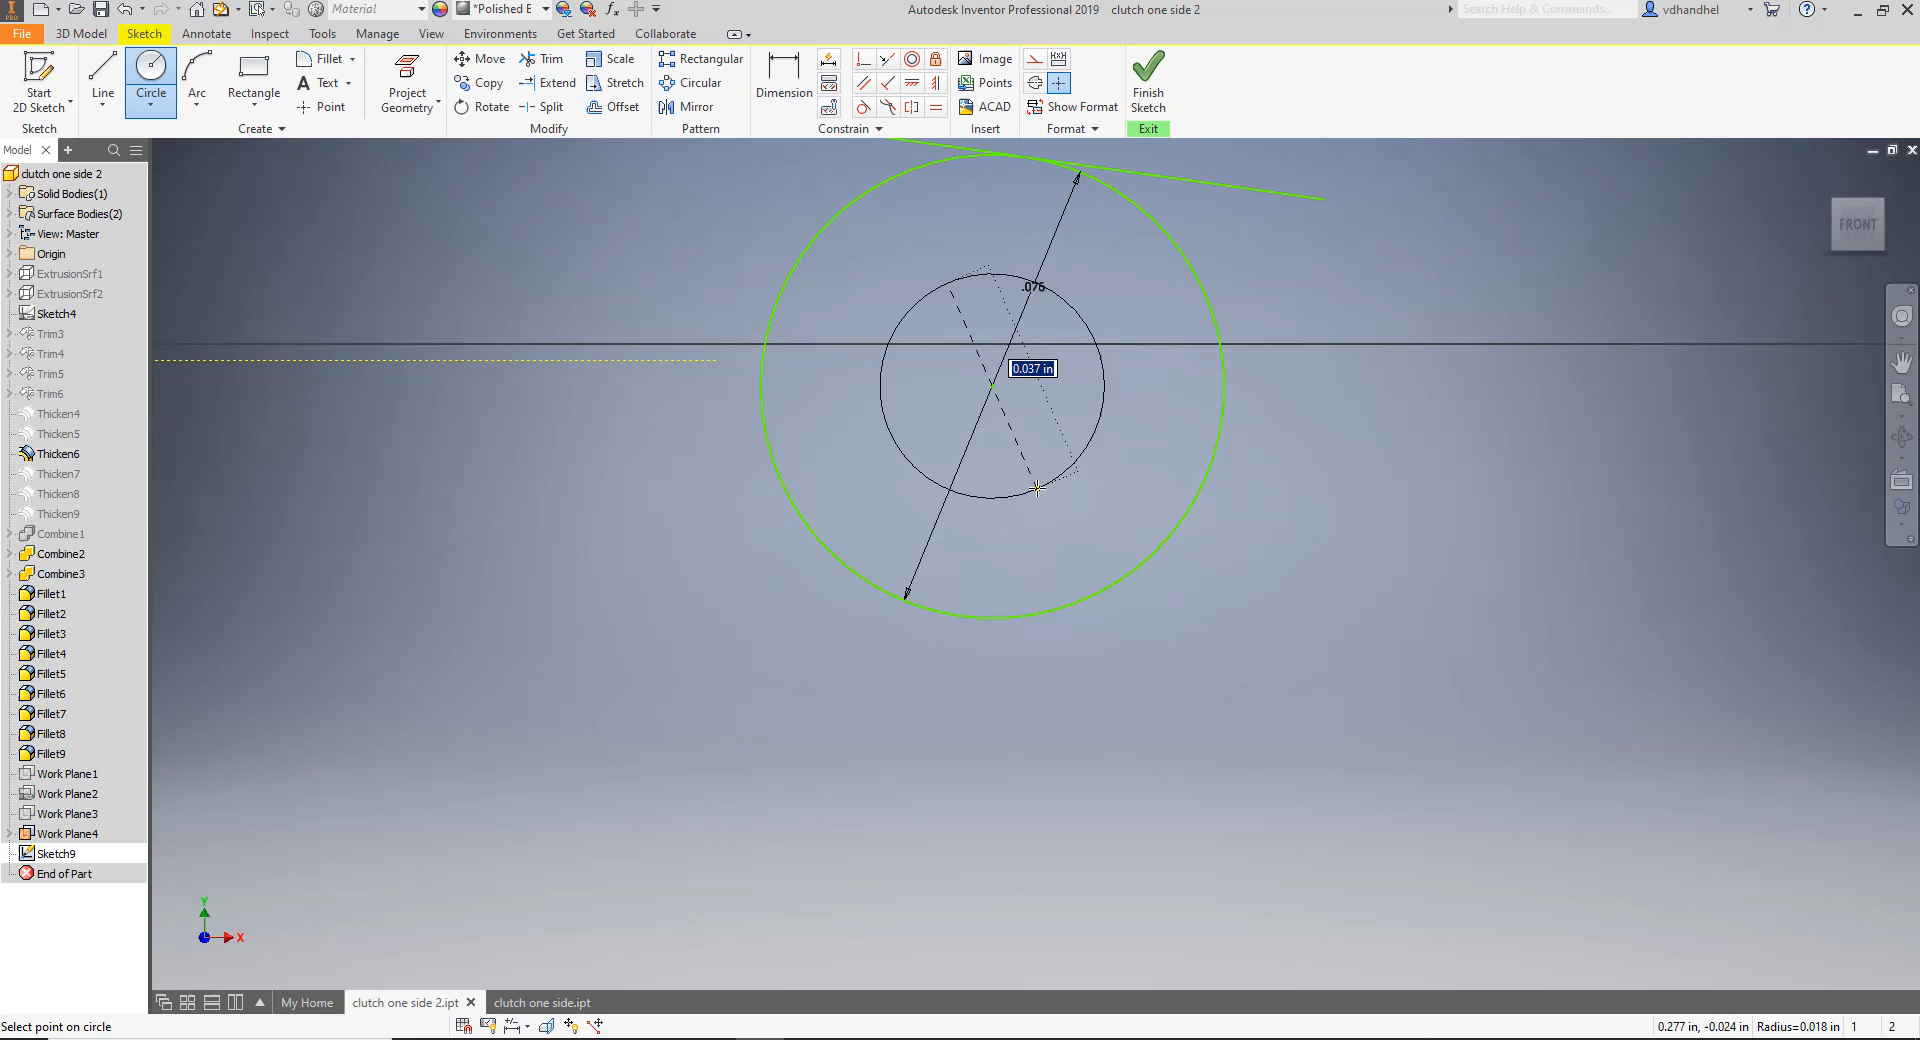 PRO
Material
*Polished E
Autodesk Inventor Professional 2019 clutch one side 2
Search Help & Commands...
vdhandhel
File 3D Model Sketch Annotate Inspect Tools Manage View Environments Get Started Collaborate
Start
2D Sketch
Line
Circle
Arc
Rectangle
Fillet
Text
Point
Project
Geometry
Move
Copy
Rotate
Trim
Extend
Split
Scale
Stretch
Offset
Rectangular
Circular
Mirror
Dimension
Image
Points
ACAD
Show Format
Finish
Sketch
Sketch Create Modify Pattern Constrain Insert Format Exit
Model
clutch one side 2
Solid Bodies(1)
Surface Bodies(2)
View: Master
Origin
ExtrusionSrf1
ExtrusionSrf2
Sketch4
Trim3
Trim4
Trim5
Trim6
Thicken4
Thicken5
Thicken6
Thicken7
Thicken8
Thicken9
Combine1
Combine2
Combine3
Fillet1
Fillet2
Fillet3
Fillet4
Fillet5
Fillet6
Fillet7
Fillet8
Fillet9
Work Plane1
Work Plane2
Work Plane3
Work Plane4
Sketch9
End of Part
FRONT
.075
0.037 in
Y
X
My Home clutch one side 2.ipt clutch one side.ipt
Select point on circle
0.277 in, -0.024 in Radius=0.018 in 1 2